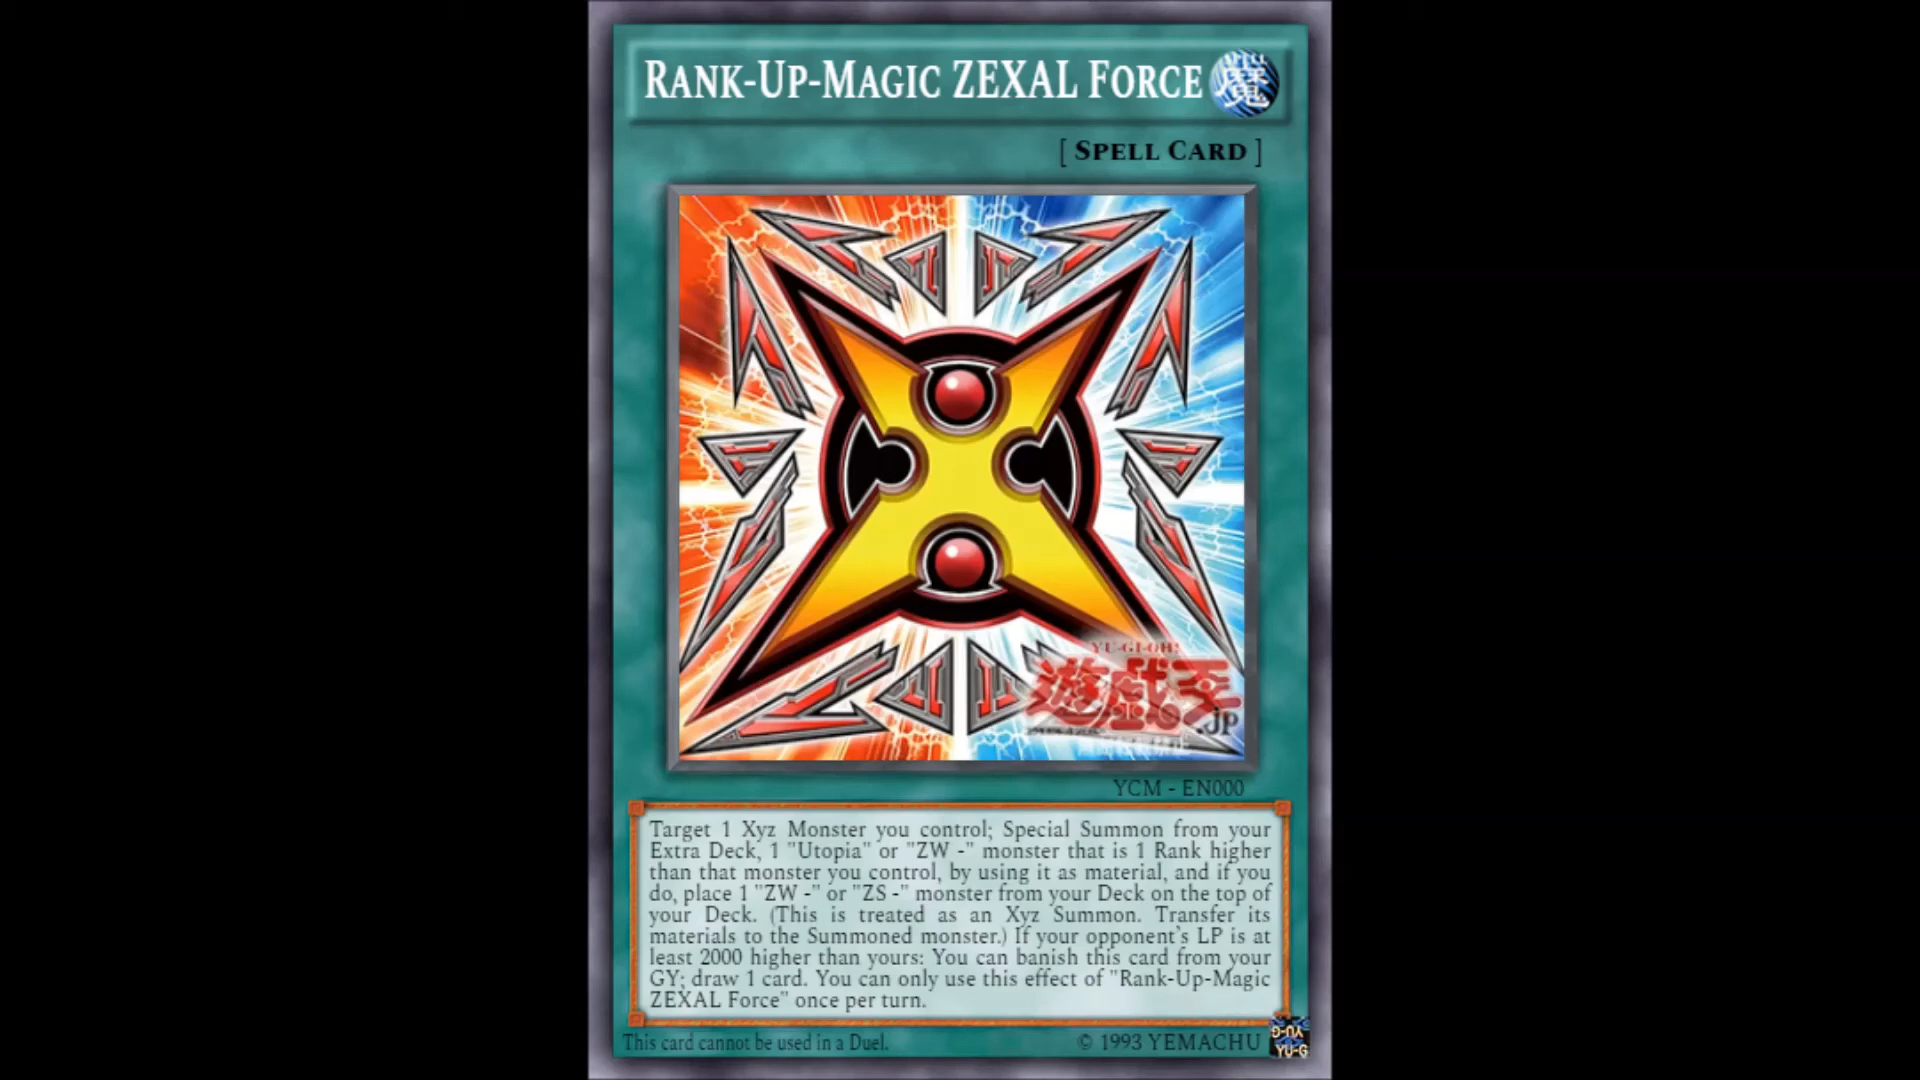 RANK-UP-MAGIC ZEXAL FORCE 魔
[ SPELL CARD ]
YU-GI-OH!
遊戯王
.jp
YCM - EN000
Target 1 Xyz Monster you control; Special Summon from your
Extra Deck, 1 "Utopia" or "ZW -" monster that is 1 Rank higher
than that monster you control, by using it as material, and if you
do, place 1 "ZW -" or "ZS -" monster from your Deck on the top of
your Deck. (This is treated as an Xyz Summon. Transfer its
materials to the Summoned monster.) If your opponent's LP is at
least 2000 higher than yours: You can banish this card from your
GY; draw 1 card. You can only use this effect of "Rank-Up-Magic
ZEXAL Force" once per turn.
This card cannot be used in a Duel.
© 1993 YEMACHU
YU-G
YU-G